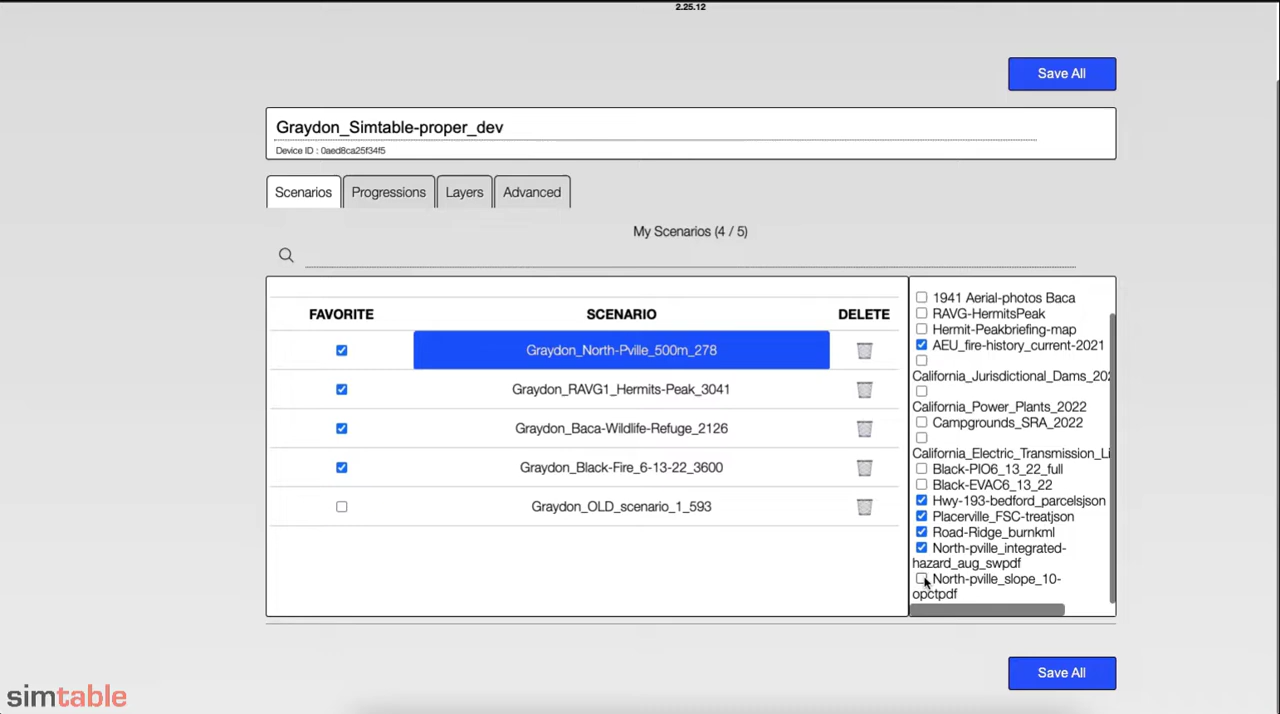 2.25.12
Save All
Graydon_Simtable-proper_dev
Device ID : 0aed8ca25f34f5
Scenarios
Progressions
Layers
Advanced
My Scenarios (4 / 5)
FAVORITE
SCENARIO
DELETE
Graydon_North-Pville_500m_278
Graydon_RAVG1_Hermits-Peak_3041
Graydon_Baca-Wildlife-Refuge_2126
Graydon_Black-Fire_6-13-22_3600
Graydon_OLD_scenario_1_593
1941 Aerial-photos Baca
RAVG-HermitsPeak
Hermit-Peakbriefing-map
AEU_fire-history_current-2021
California_Jurisdictional_Dams_202
California_Power_Plants_2022
Campgrounds_SRA_2022
California_Electric_Transmission_Li
Black-PIO6_13_22_full
Black-EVAC6_13_22
Hwy-193-bedford_parcelsjson
Placerville_FSC-treatjson
Road-Ridge_burnkml
North-pville_integrated-
hazard_aug_swpdf
North-pville_slope_10-
opctpdf
Save All
simtable